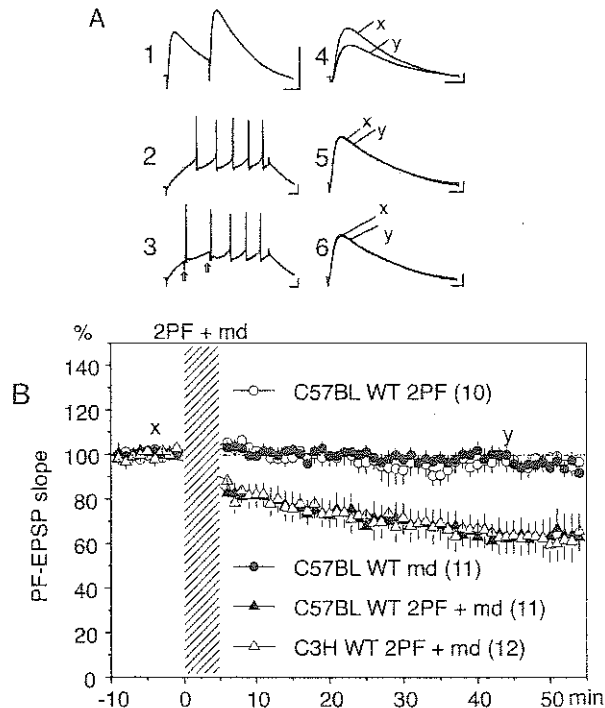 A
1
4
x
y
2
5
x
y
3
6
x
y
B
%
2PF + md
140
120
100
80
60
40
20
0
PF-EPSP slope
x
y
C57BL WT 2PF (10)
C57BL WT md (11)
C57BL WT 2PF + md (11)
C3H WT 2PF + md (12)
-10 0 10 20 30 40 50 min